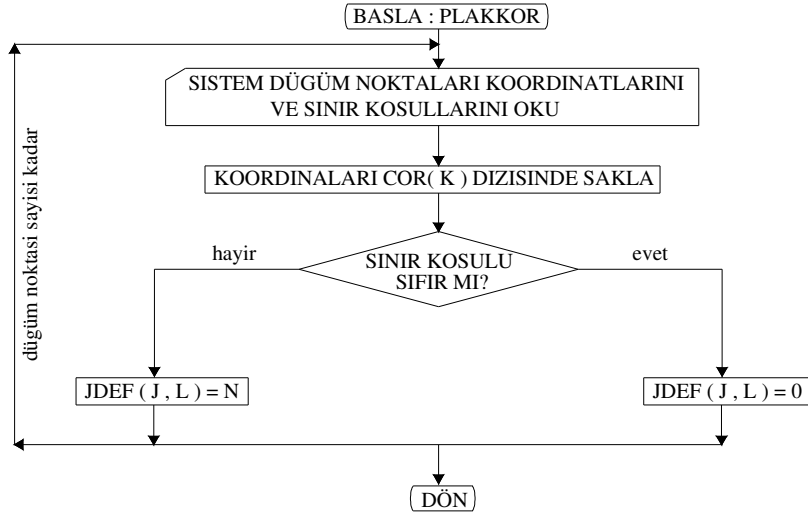 BASLA : PLAKKOR
SISTEM DÜGÜM NOKTALARI KOORDINATLARINI
VE SINIR KOSULLARINI OKU
KOORDINALARI COR( K ) DIZISINDE SAKLA
hayir
SINIR KOSULU
SIFIR MI?
evet
düğüm noktasi sayisi kadar
JDEF ( J , L ) = N
JDEF ( J , L ) = 0
DÖN